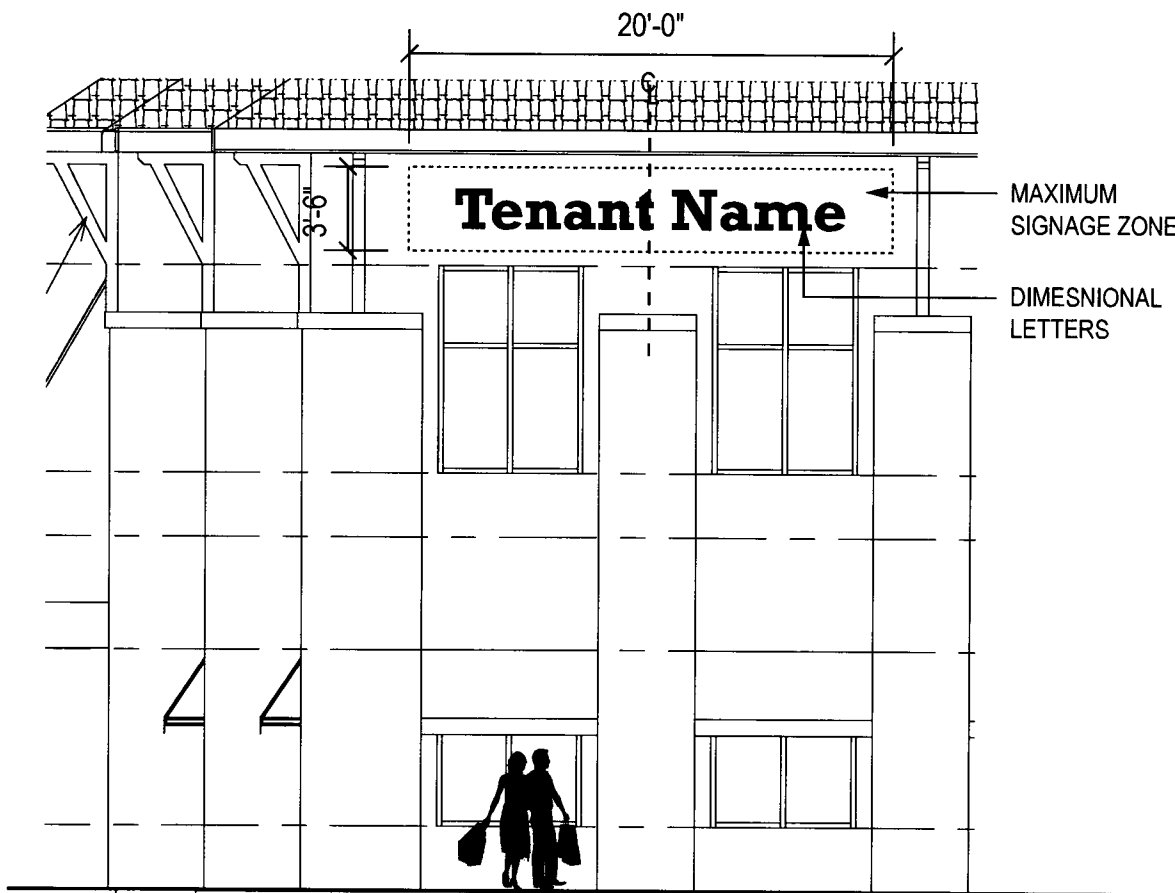 20'-0"
℄
3'-6"
Tenant Name
MAXIMUM
SIGNAGE ZONE
DIMESNIONAL
LETTERS